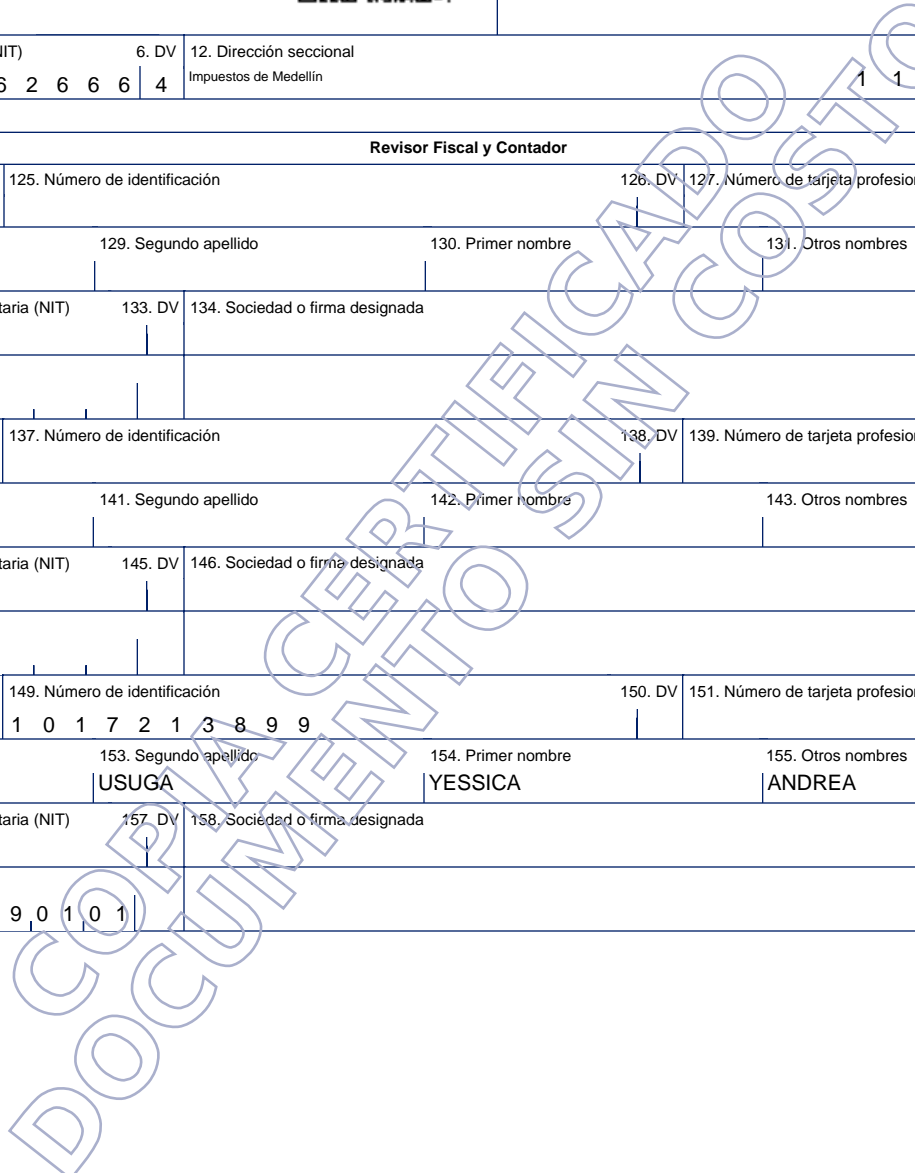 NIT) 6. DV 12. Dirección seccional
6 2 6 6 6 4 Impuestos de Medellín 1 1
Revisor Fiscal y Contador
125. Número de identificación 126. DV 127. Número de tarjeta profesion
129. Segundo apellido 130. Primer nombre 131. Otros nombres
taria (NIT) 133. DV 134. Sociedad o firma designada
137. Número de identificación 138. DV 139. Número de tarjeta profesion
141. Segundo apellido 142. Primer nombre 143. Otros nombres
taria (NIT) 145. DV 146. Sociedad o firma designada
149. Número de identificación 150. DV 151. Número de tarjeta profesion
1 0 1 7 2 1 3 8 9 9
153. Segundo apellido 154. Primer nombre 155. Otros nombres
USUGA YESSICA ANDREA
taria (NIT) 157. DV 158. Sociedad o firma designada
9 0 1 0 1
COPIA CERTIFICADO
DOCUMENTO SIN COSTO